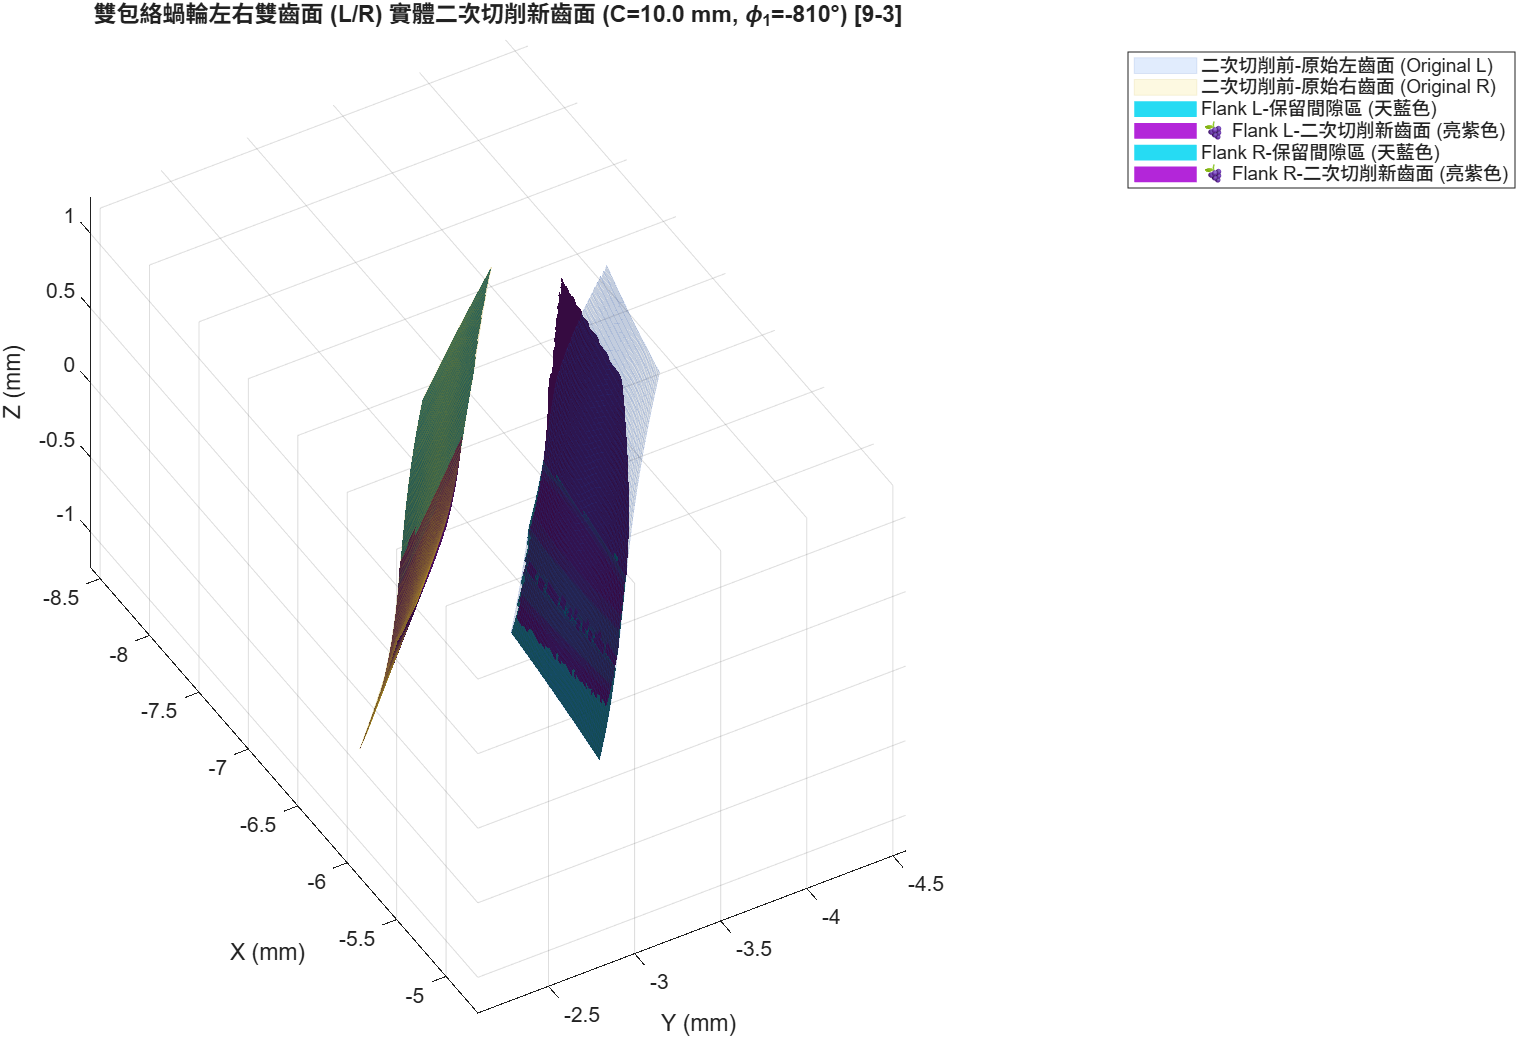 雙包絡蝸輪左右雙齒面 (L/R) 實體二次切削新齒面 (C=10.0 mm, ϕ₁=-810°) [9-3]
二次切削前-原始左齒面 (Original L)
二次切削前-原始右齒面 (Original R)
Flank L-保留間隙區 (天藍色)
🍇 Flank L-二次切削新齒面 (亮紫色)
Flank R-保留間隙區 (天藍色)
🍇 Flank R-二次切削新齒面 (亮紫色)
1
0.5
0
-0.5
-1
Z (mm)
-8.5
-8
-7.5
-7
-6.5
-6
-5.5
-5
X (mm)
-2.5
-3
-3.5
-4
-4.5
Y (mm)